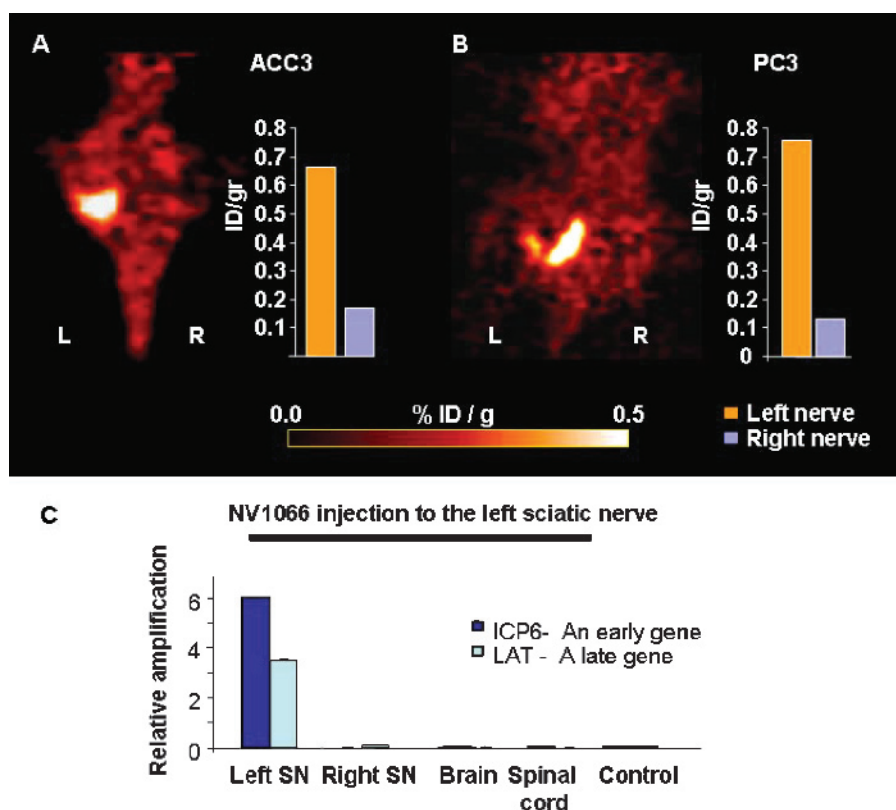 A
ACC3
0.8
0.7
0.6
0.5
0.4
0.3
0.2
0.1
ID/gr
L
R
B
PC3
0.8
0.7
0.6
0.5
0.4
0.3
0.2
0.1
0
ID/gr
L
R
0.0
% ID / g
0.5
Left nerve
Right nerve
C
NV1066 injection to the left sciatic nerve
Relative amplification
6
4
2
0
ICP6- An early gene
LAT - A late gene
Left SN
Right SN
Brain
Spinal
cord
Control